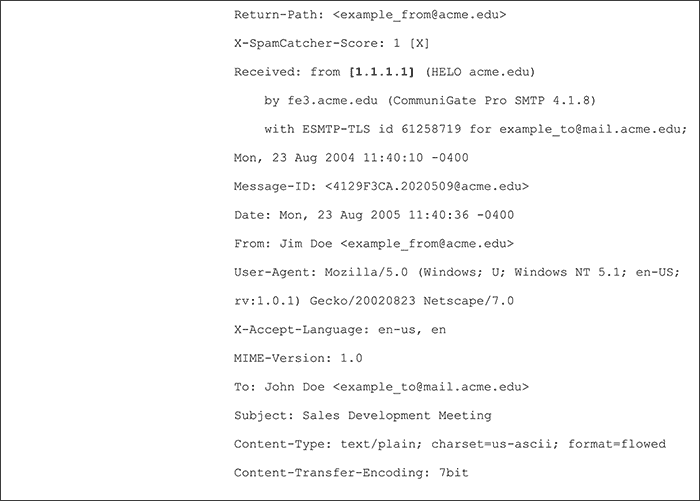 Return-Path: <example_from@acme.edu>
X-SpamCatcher-Score: 1 [X]
Received: from [1.1.1.1] (HELO acme.edu)
by fe3.acme.edu (CommuniGate Pro SMTP 4.1.8)
with ESMTP-TLS id 61258719 for example_to@mail.acme.edu;
Mon, 23 Aug 2004 11:40:10 -0400
Message-ID: <4129F3CA.2020509@acme.edu>
Date: Mon, 23 Aug 2005 11:40:36 -0400
From: Jim Doe <example_from@acme.edu>
User-Agent: Mozilla/5.0 (Windows; U; Windows NT 5.1; en-US;
rv:1.0.1) Gecko/20020823 Netscape/7.0
X-Accept-Language: en-us, en
MIME-Version: 1.0
To: John Doe <example_to@mail.acme.edu>
Subject: Sales Development Meeting
Content-Type: text/plain; charset=us-ascii; format=flowed
Content-Transfer-Encoding: 7bit